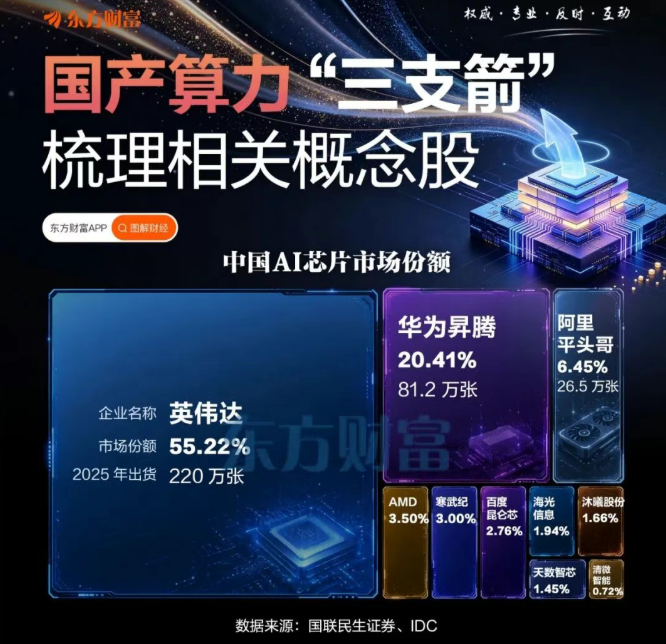 东方财富
权威·专业·及时·互动
国产算力“三支箭”
梳理相关概念股
东方财富APP 图解财经
中国AI芯片市场份额
企业名称 英伟达
市场份额 55.22%
2025年出货 220万张
华为昇腾
20.41%
81.2万张
阿里
平头哥
6.45%
26.5万张
东方财富
AMD
3.50%
寒武纪
3.00%
百度
昆仑芯
2.76%
海光
信息
1.94%
沐曦股份
1.66%
天数智芯
1.45%
清微
智能
0.72%
数据来源：国联民生证券、IDC